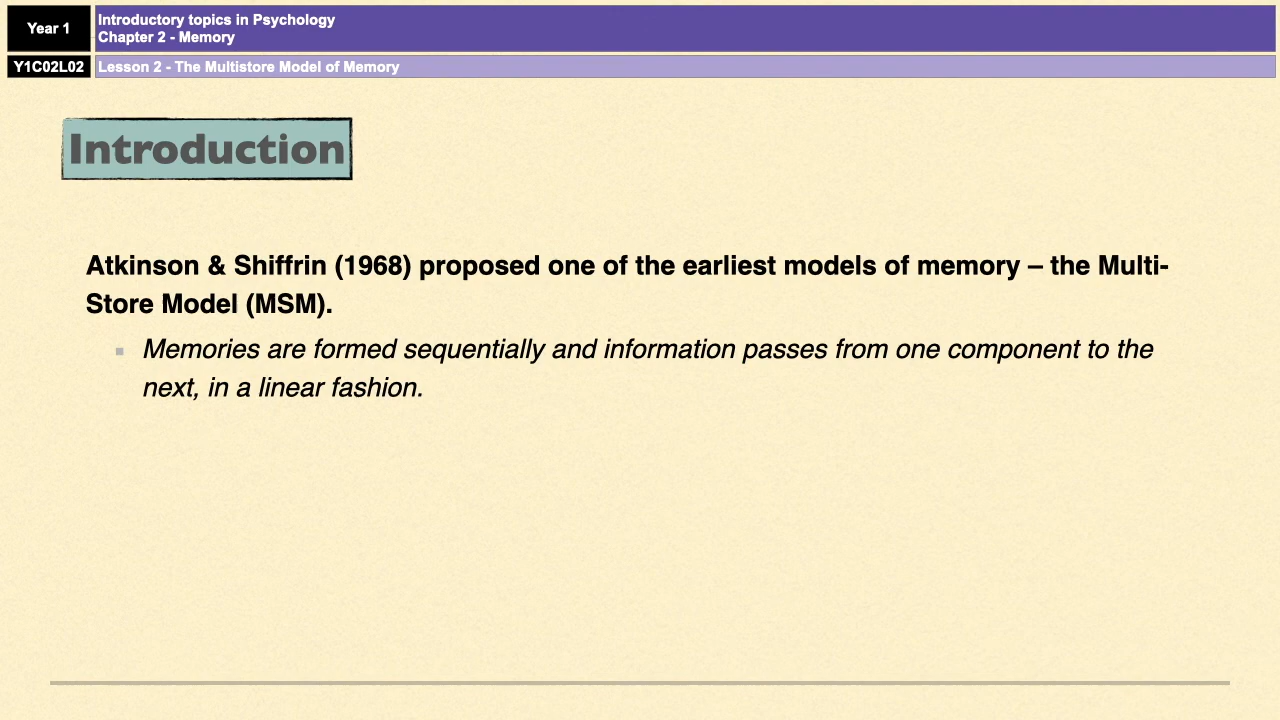 Year 1
Introductory topics in Psychology
Chapter 2 - Memory
Y1C02L02
Lesson 2 - The Multistore Model of Memory
Introduction
Atkinson & Shiffrin (1968) proposed one of the earliest models of memory – the Multi-
Store Model (MSM).
Memories are formed sequentially and information passes from one component to the
next, in a linear fashion.